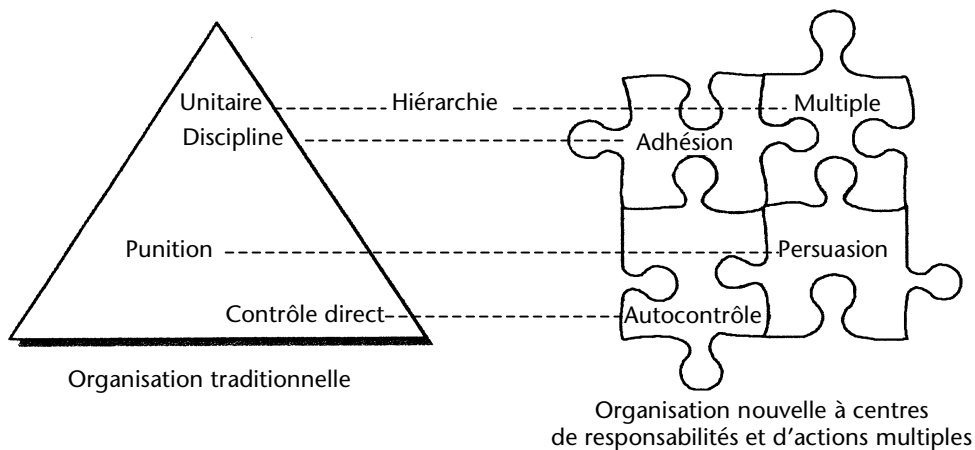 Unitaire Hiérarchie Multiple
Discipline Adhésion
Punition Persuasion
Contrôle direct Autocontrôle
Organisation traditionnelle
Organisation nouvelle à centres
de responsabilités et d'actions multiples